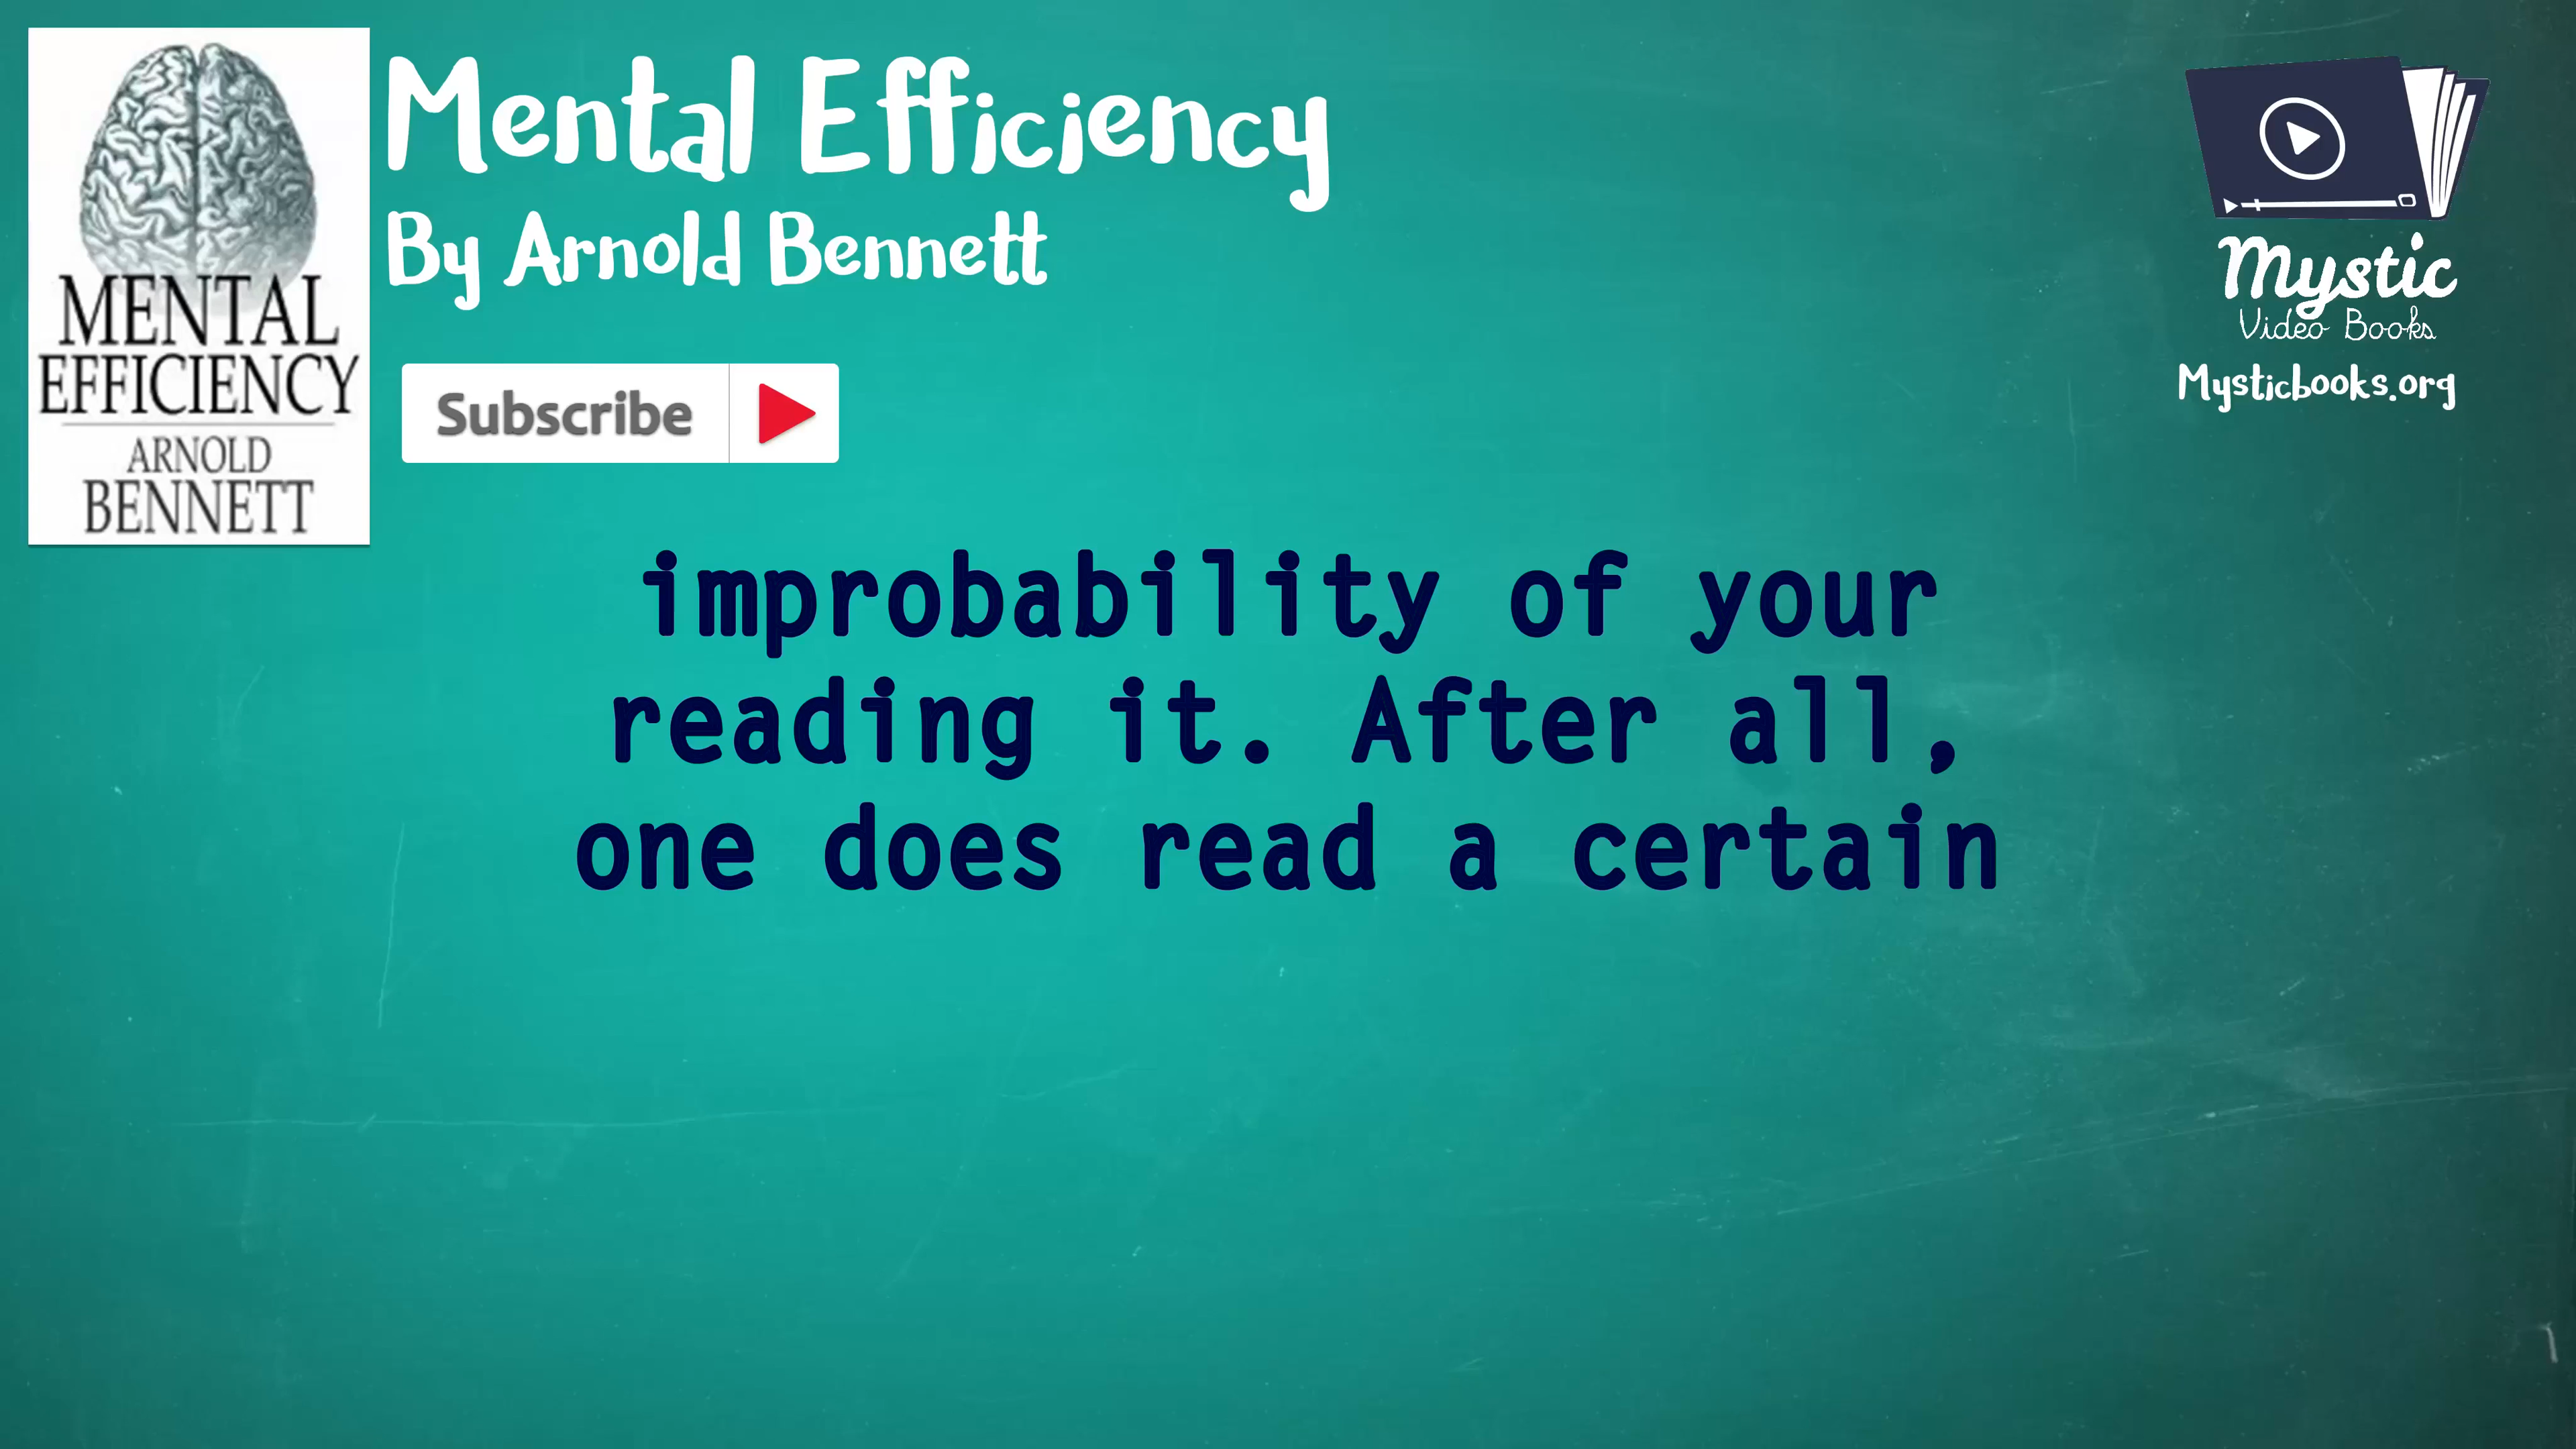 MENTAL
EFFICIENCY
ARNOLD
BENNETT
Mental Efficiency
By Arnold Bennett
Subscribe
Mystic
Video Books
Mysticbooks.org
improbability of your
reading it. After all,
one does read a certain